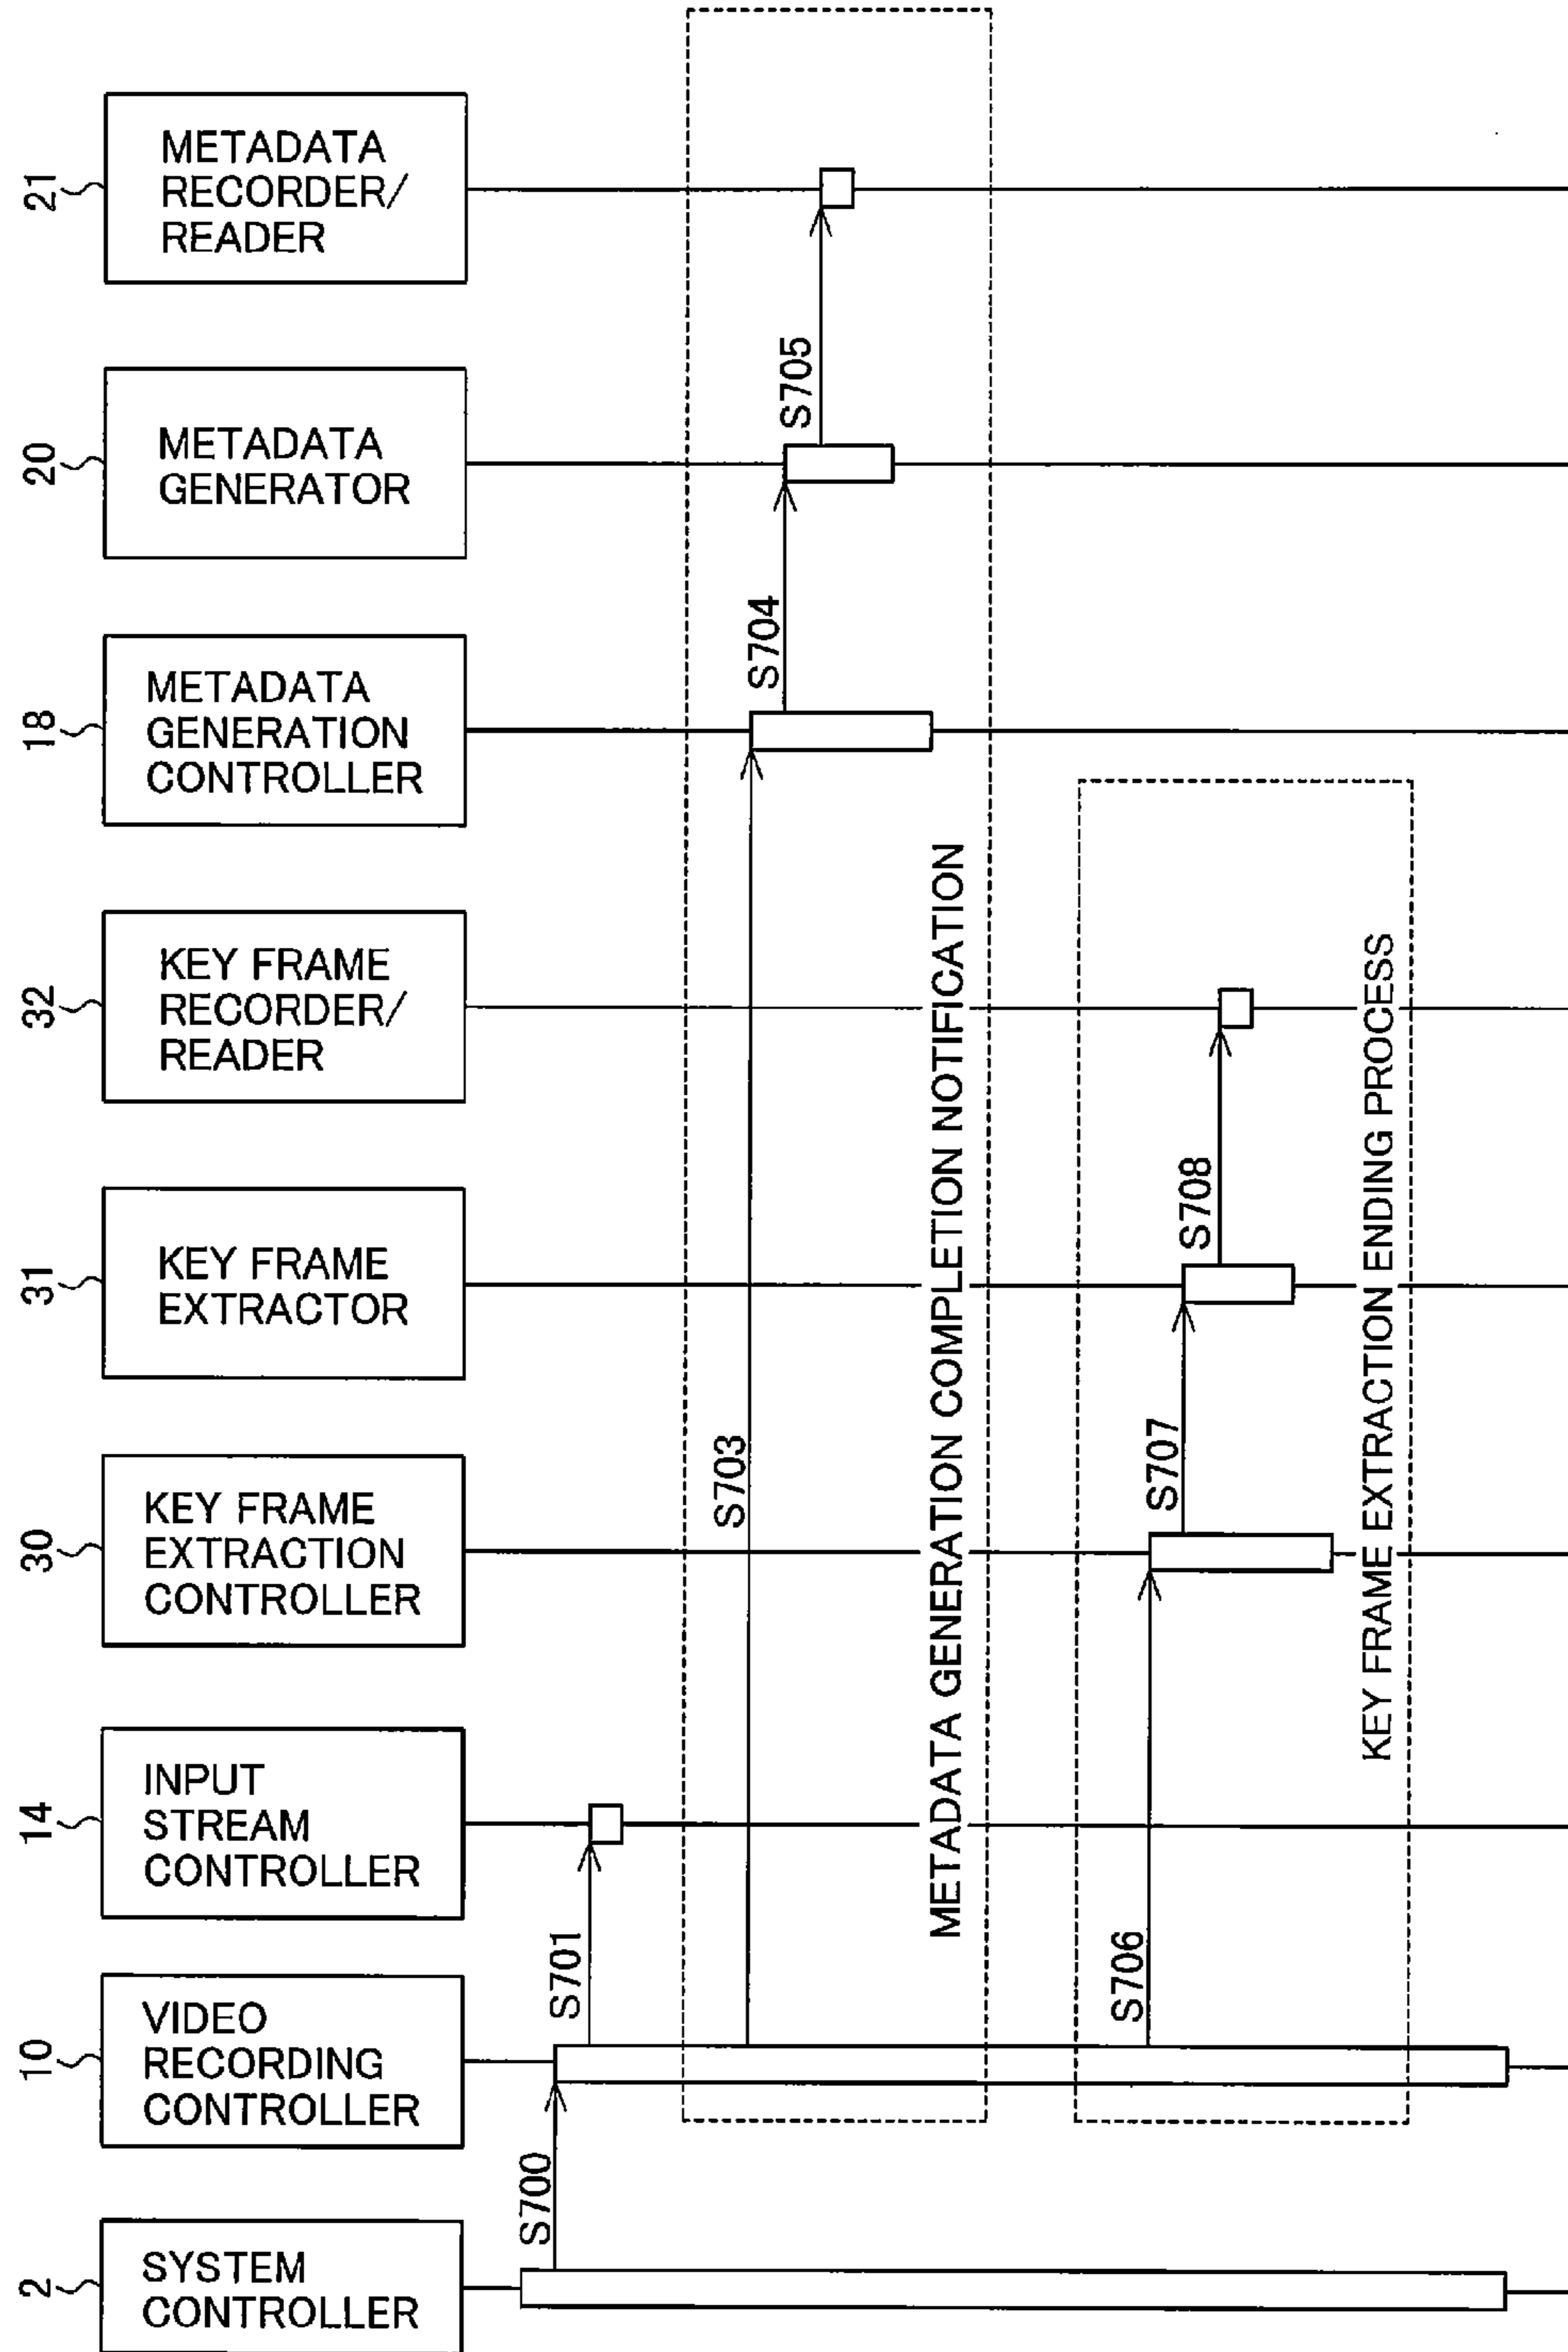 2
SYSTEM
CONTROLLER
10
VIDEO
RECORDING
CONTROLLER
14
INPUT
STREAM
CONTROLLER
30
KEY FRAME
EXTRACTION
CONTROLLER
31
KEY FRAME
EXTRACTOR
32
KEY FRAME
RECORDER/
READER
18
METADATA
GENERATION
CONTROLLER
20
METADATA
GENERATOR
21
METADATA
RECORDER/
READER
S700
S701
S703
S704
S705
METADATA GENERATION COMPLETION NOTIFICATION
S706
S707
S708
KEY FRAME EXTRACTION ENDING PROCESS